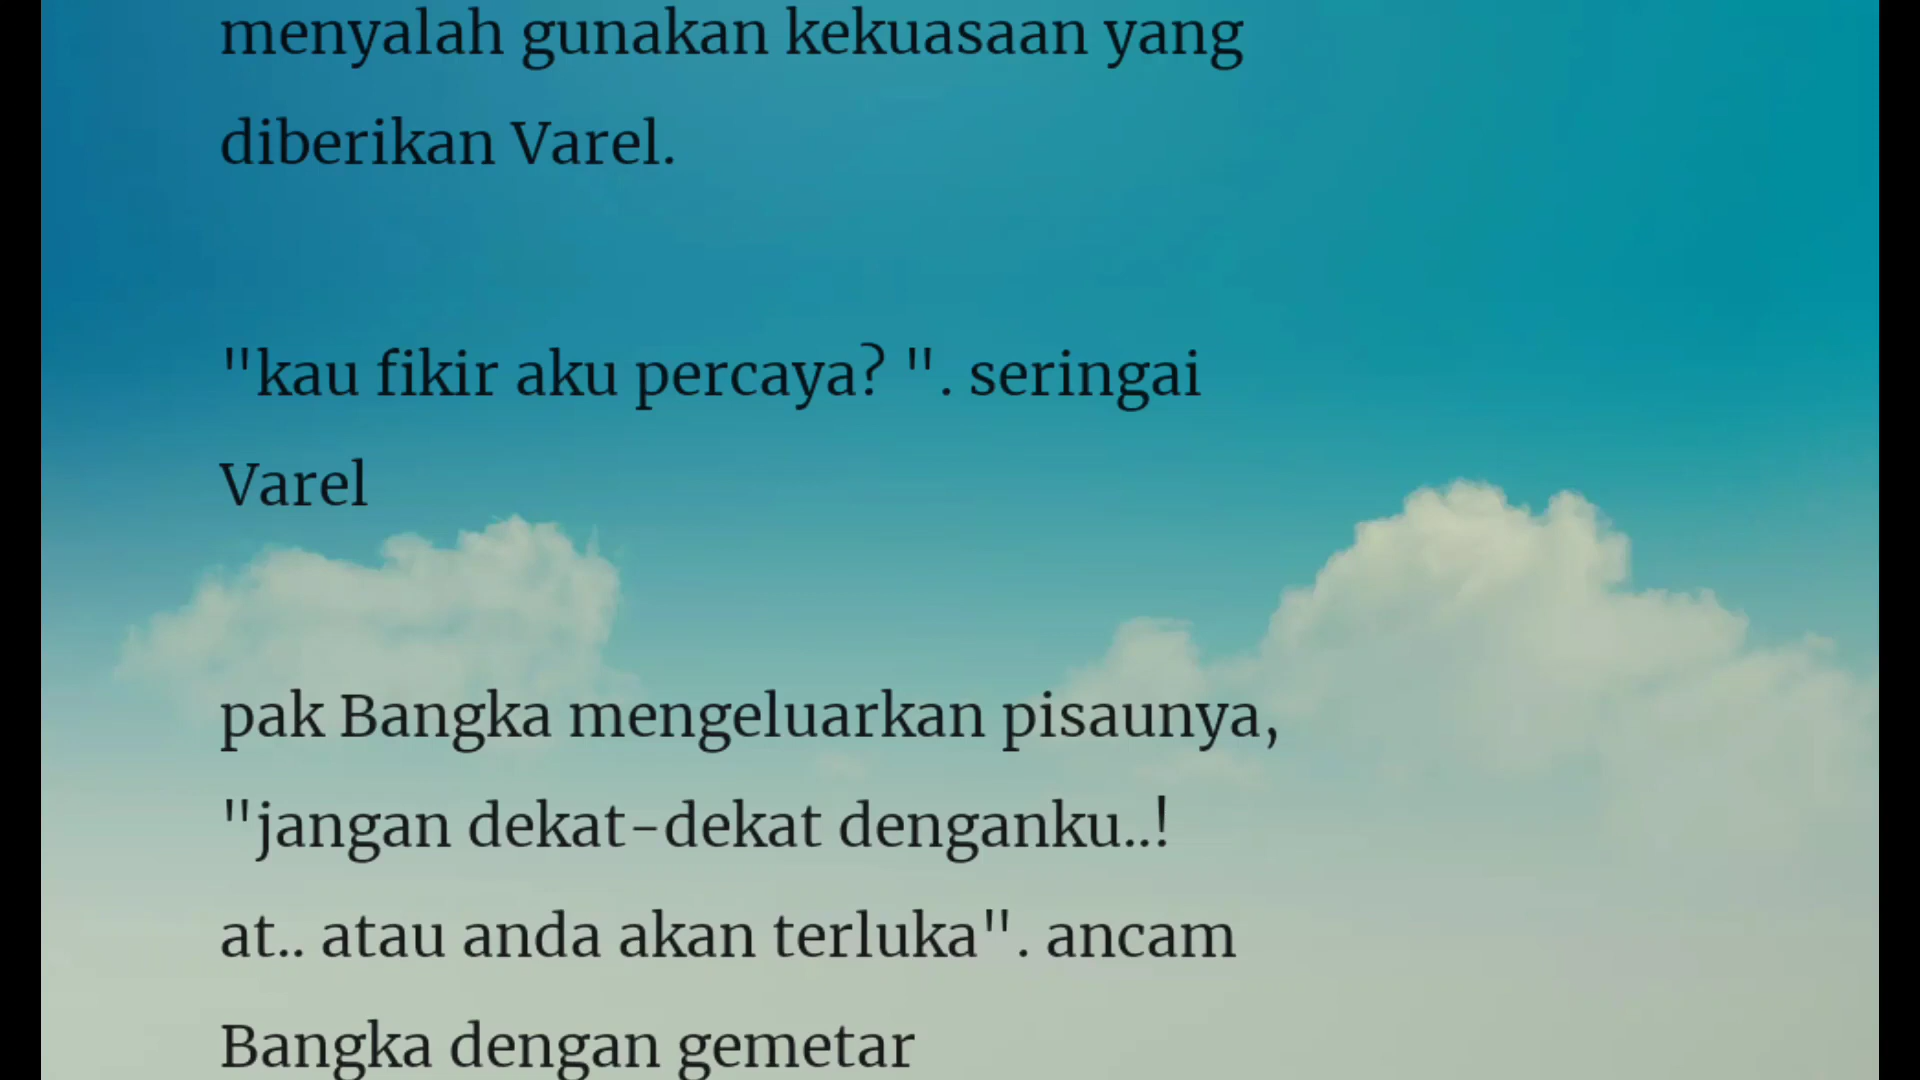 menyalah gunakan kekuasaan yang
diberikan Varel.
"kau fikir aku percaya? ". seringai
Varel
pak Bangka mengeluarkan pisaunya,
"jangan dekat-dekat denganku..!
at.. atau anda akan terluka". ancam
Bangka dengan gemetar